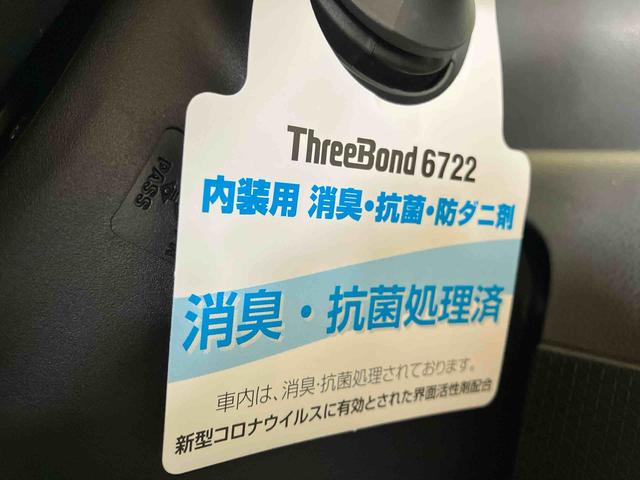 ThreeBond 6722
内装用 消臭・抗菌・防ダニ剤
消臭・抗菌処理済
車内は、消臭・抗菌処理されております。
新型コロナウイルスに有効とされた界面活性剤配合
PASS